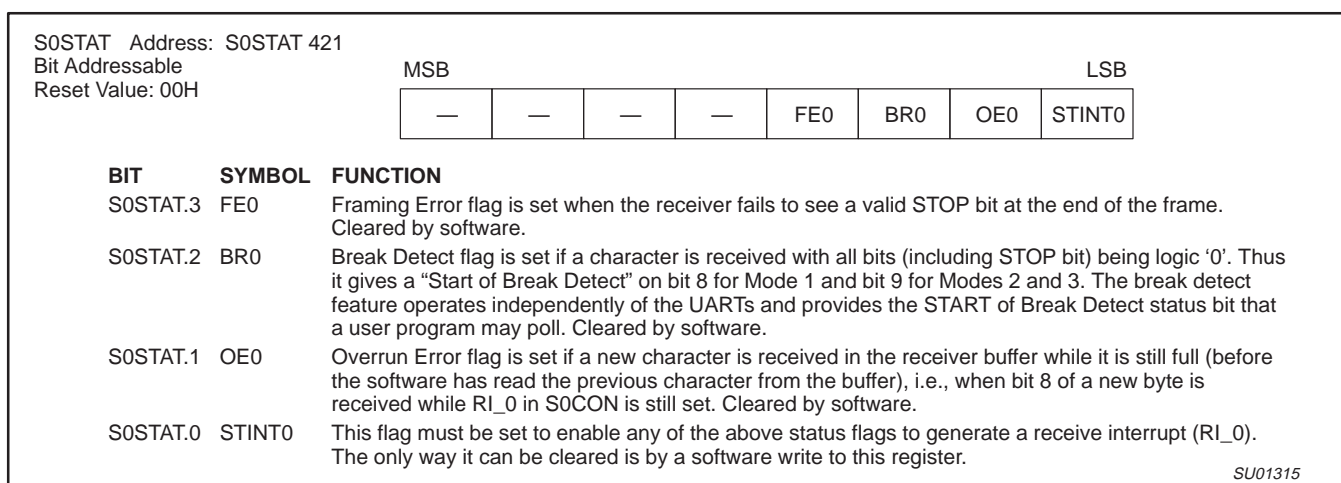 S0STAT Address: S0STAT 421
Bit Addressable
Reset Value: 00H
MSB LSB
— — — — FE0 BR0 OE0 STINT0
BIT SYMBOL FUNCTION
S0STAT.3 FE0 Framing Error flag is set when the receiver fails to see a valid STOP bit at the end of the frame.
Cleared by software.
S0STAT.2 BR0 Break Detect flag is set if a character is received with all bits (including STOP bit) being logic ‘0’. Thus
it gives a “Start of Break Detect” on bit 8 for Mode 1 and bit 9 for Modes 2 and 3. The break detect
feature operates independently of the UARTs and provides the START of Break Detect status bit that
a user program may poll. Cleared by software.
S0STAT.1 OE0 Overrun Error flag is set if a new character is received in the receiver buffer while it is still full (before
the software has read the previous character from the buffer), i.e., when bit 8 of a new byte is
received while RI_0 in S0CON is still set. Cleared by software.
S0STAT.0 STINT0 This flag must be set to enable any of the above status flags to generate a receive interrupt (RI_0).
The only way it can be cleared is by a software write to this register.
SU01315